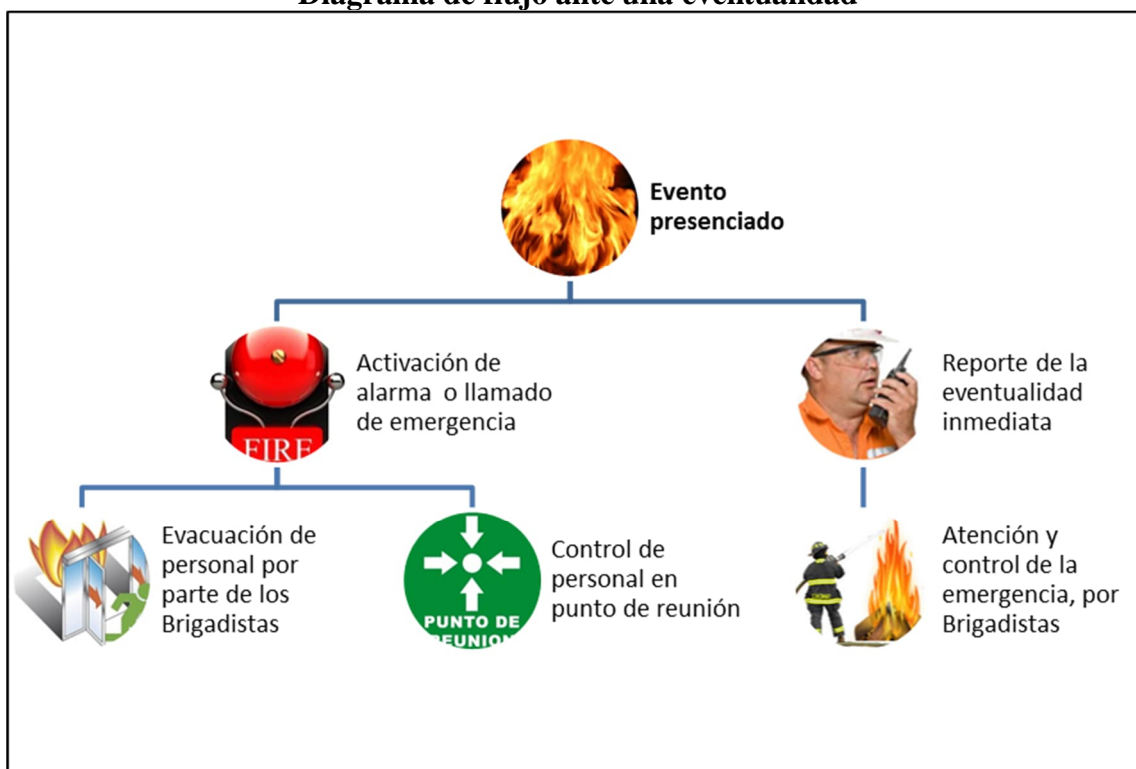 Diagrama de flujo ante una eventualidad
Evento
presenciado
Activación de
alarma o llamado
de emergencia
FIRE
Reporte de la
eventualidad
inmediata
Evacuación de
personal por
parte de los
Brigadistas
PUNTO DE
REUNION
Control de
personal en
punto de reunión
Atención y
control de la
emergencia, por
Brigadistas